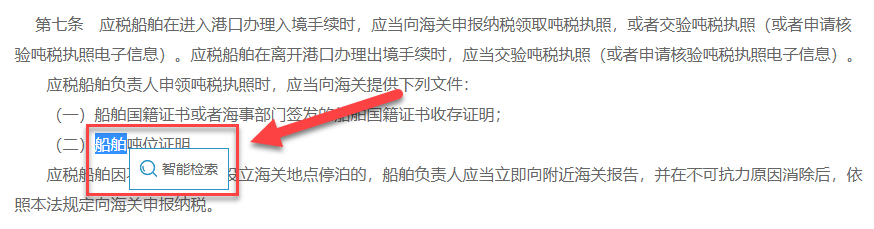 第七条　应税船舶在进入港口办理入境手续时，应当向海关申报纳税领取吨税执照，或者交验吨税执照（或者申请核
验吨税执照电子信息）。应税船舶在离开港口办理出境手续时，应当交验吨税执照（或者申请核验吨税执照电子信息）。
应税船舶负责人申领吨税执照时，应当向海关提供下列文件：
（一）船舶国籍证书或者海事部门签发的船舶国籍证书收存证明；
（二）船舶吨位证明
智能检索
应税船舶因 设立海关地点停泊的，船舶负责人应当立即向附近海关报告，并在不可抗力原因消除后，依
照本法规定向海关申报纳税。